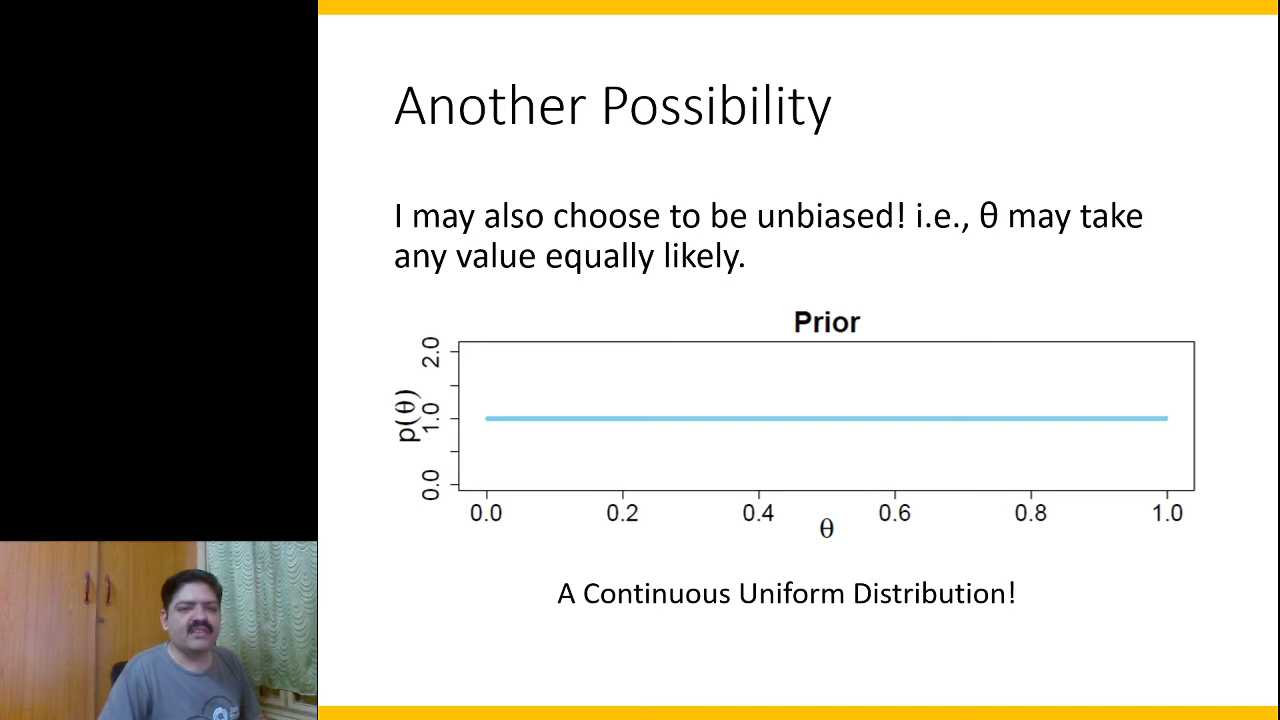 Another Possibility
I may also choose to be unbiased! i.e., θ may take
any value equally likely.
Prior
p(θ)
2.0
1.0
0.0
0.0 0.2 0.4 0.6 0.8 1.0
θ
A Continuous Uniform Distribution!